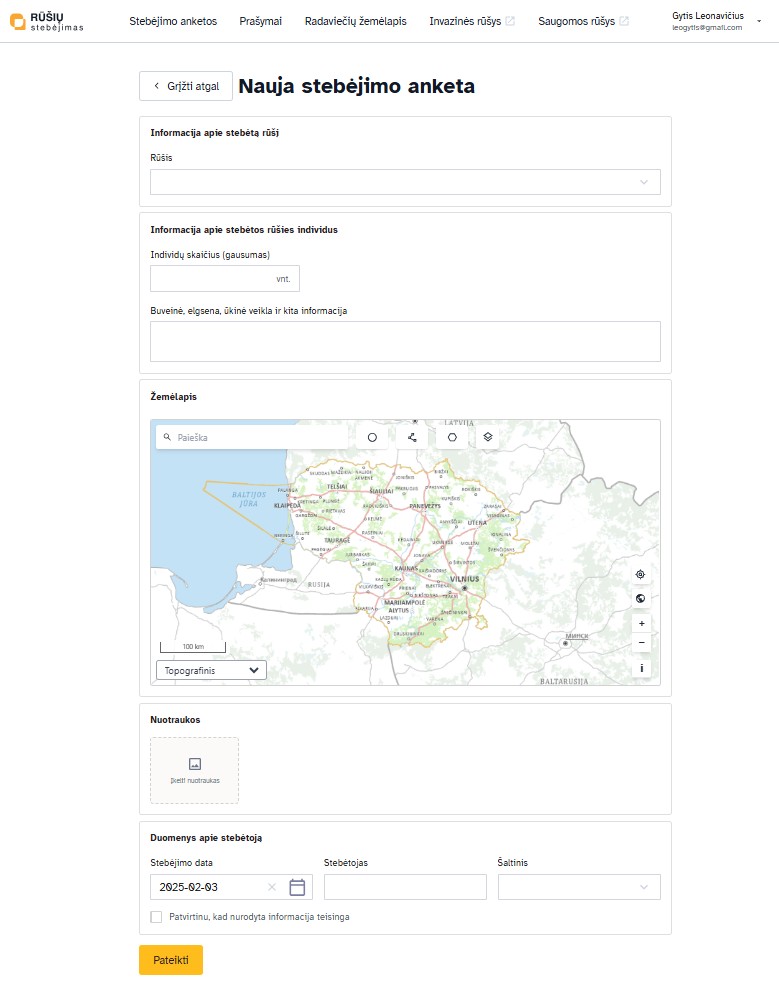 RŪŠIŲ
stebėjimas
Stebėjimo anketos
Prašymai
Radaviečių žemėlapis
Invazinės rūšys
Saugomos rūšys
Gytis Leonavičius
leogytis@gmail.com
Grįžti atgal
Nauja stebėjimo anketa
Informacija apie stebėtą rūšį
Rūšis
Informacija apie stebėtos rūšies individus
Individų skaičius (gausumas)
vnt.
Buveinė, elgsena, ūkinė veikla ir kita informacija
Žemėlapis
Paieška
LATVIJA
BALTIJOS
JŪRA
TELŠIAI
ŠIAULIAI
PALANGA
KLAIPĖDA
PANEVĖŽYS
UTENA
TAURAGĖ
KAUNAS
VILNIUS
RUSIJA
MARIJAMPOLĖ
ALYTUS
МИНСК
BALTARUSIJA
100 km
Topografinis
+
−
i
Nuotraukos
Įkelti nuotraukas
Duomenys apie stebėtoją
Stebėjimo data
Stebėtojas
Šaltinis
2025-02-03
Patvirtinu, kad nurodyta informacija teisinga
Pateikti